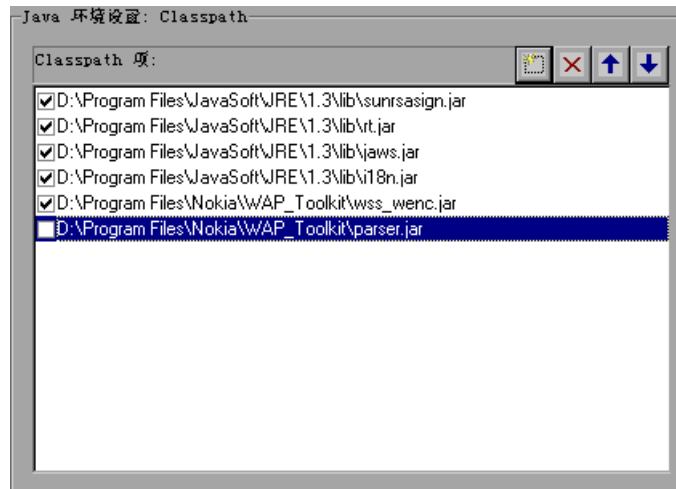 Java 环境设置: Classpath
Classpath 项:
D:\Program Files\JavaSoft\JRE\1.3\lib\sunrsasign.jar
D:\Program Files\JavaSoft\JRE\1.3\lib\rt.jar
D:\Program Files\JavaSoft\JRE\1.3\lib\jaws.jar
D:\Program Files\JavaSoft\JRE\1.3\lib\i18n.jar
D:\Program Files\Nokia\WAP_Toolkit\wss_wenc.jar
D:\Program Files\Nokia\WAP_Toolkit\parser.jar